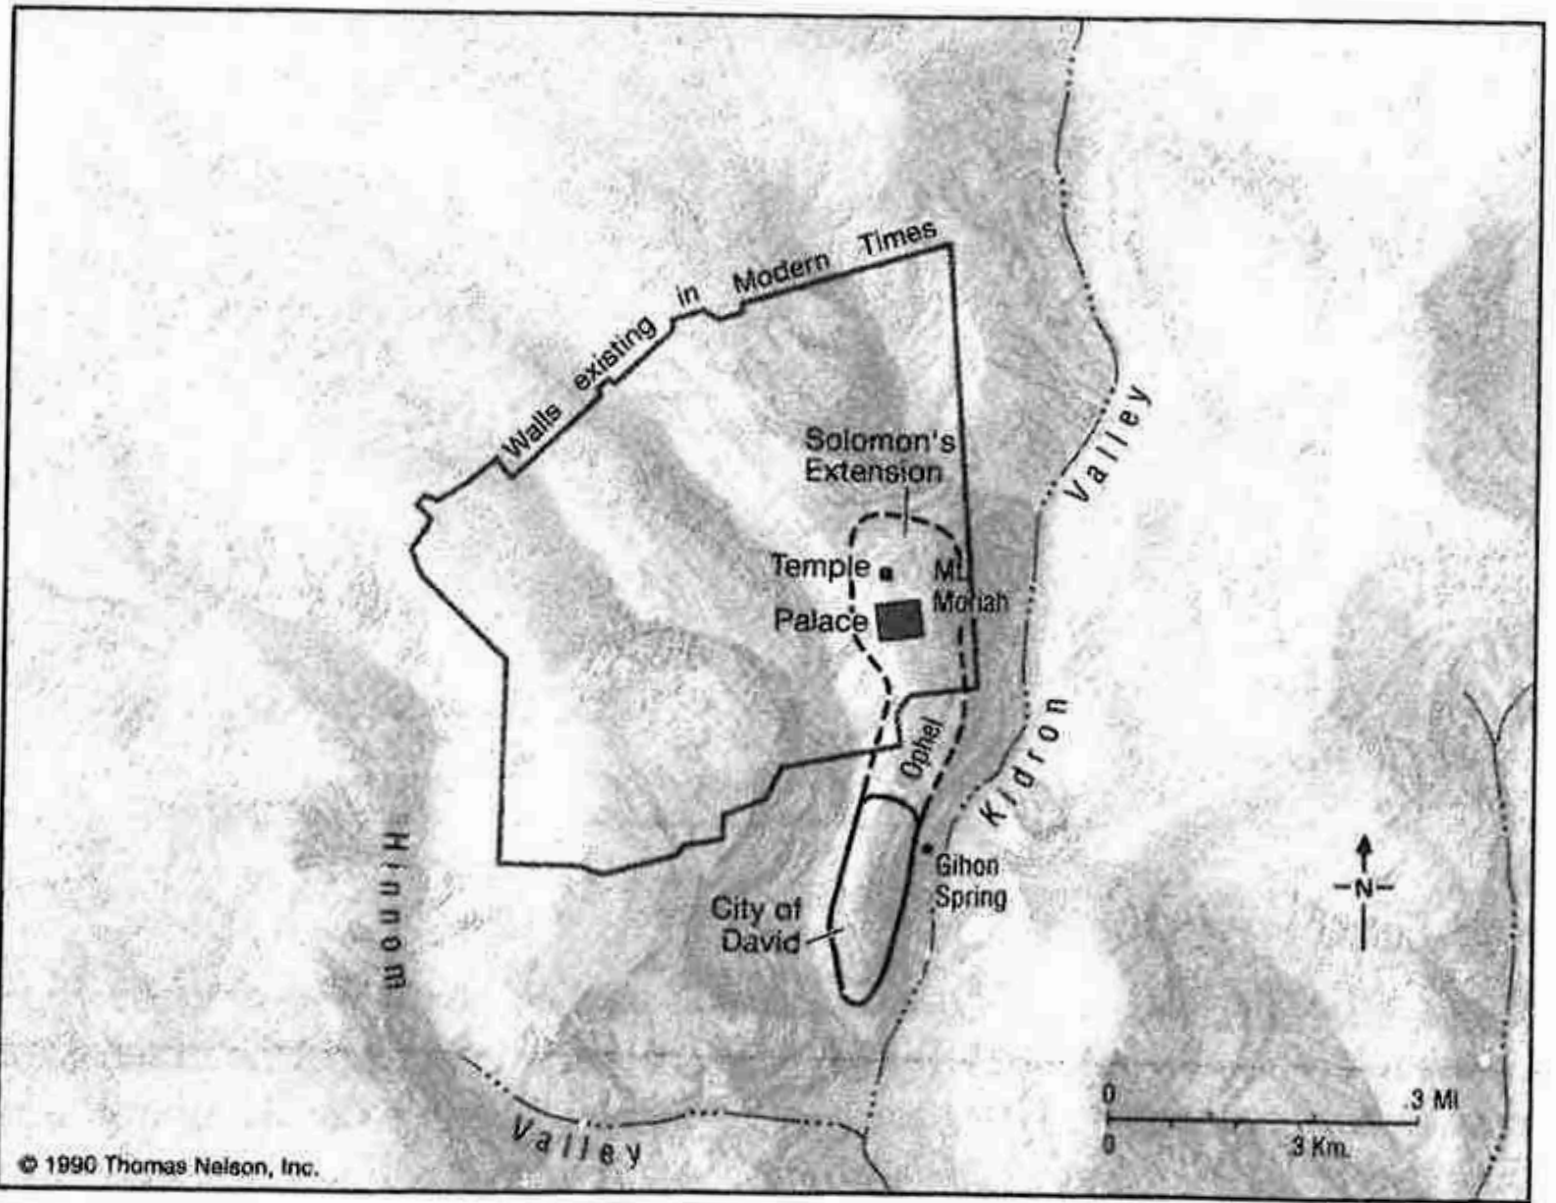 Walls existing in Modern Times
Solomon's
Extension
Temple
Mt.
Moriah
Palace
Ophel
Valley
Kidron
Gihon
Spring
City of
David
Hinnom
Valley
-N-
0 .3 MI
0 .3 Km.
© 1990 Thomas Nelson, Inc.